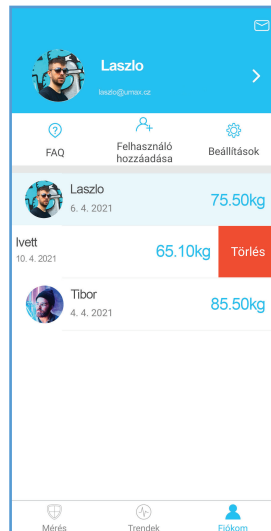 Laszlo
laszlo@umax.cz
FAQ
Felhasználó
hozzáadása
Beállítások
Laszlo
6. 4. 2021
75.50kg
Ivett
10. 4. 2021
65.10kg
Törlés
Tibor
4. 4. 2021
85.50kg
Mérés
Trendek
Fiókom